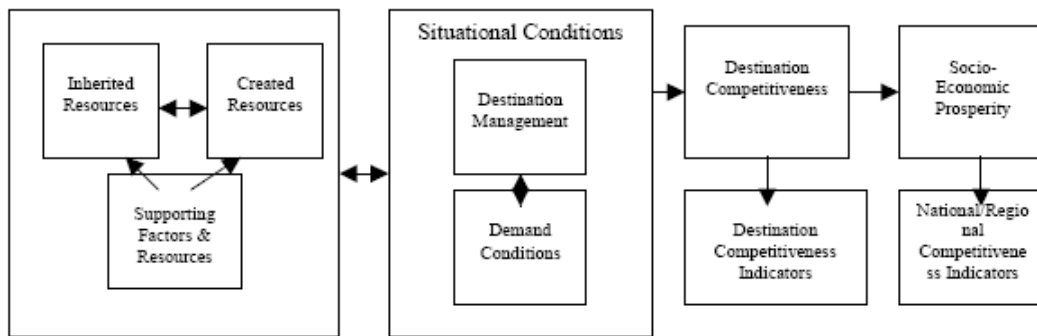 Inherited
Resources
Created
Resources
Supporting
Factors &
Resources
Situational Conditions
Destination
Management
Demand
Conditions
Destination
Competitiveness
Destination
Competitiveness
Indicators
Socio-
Economic
Prosperity
National/Regio
nal
Competitivene
ss Indicators